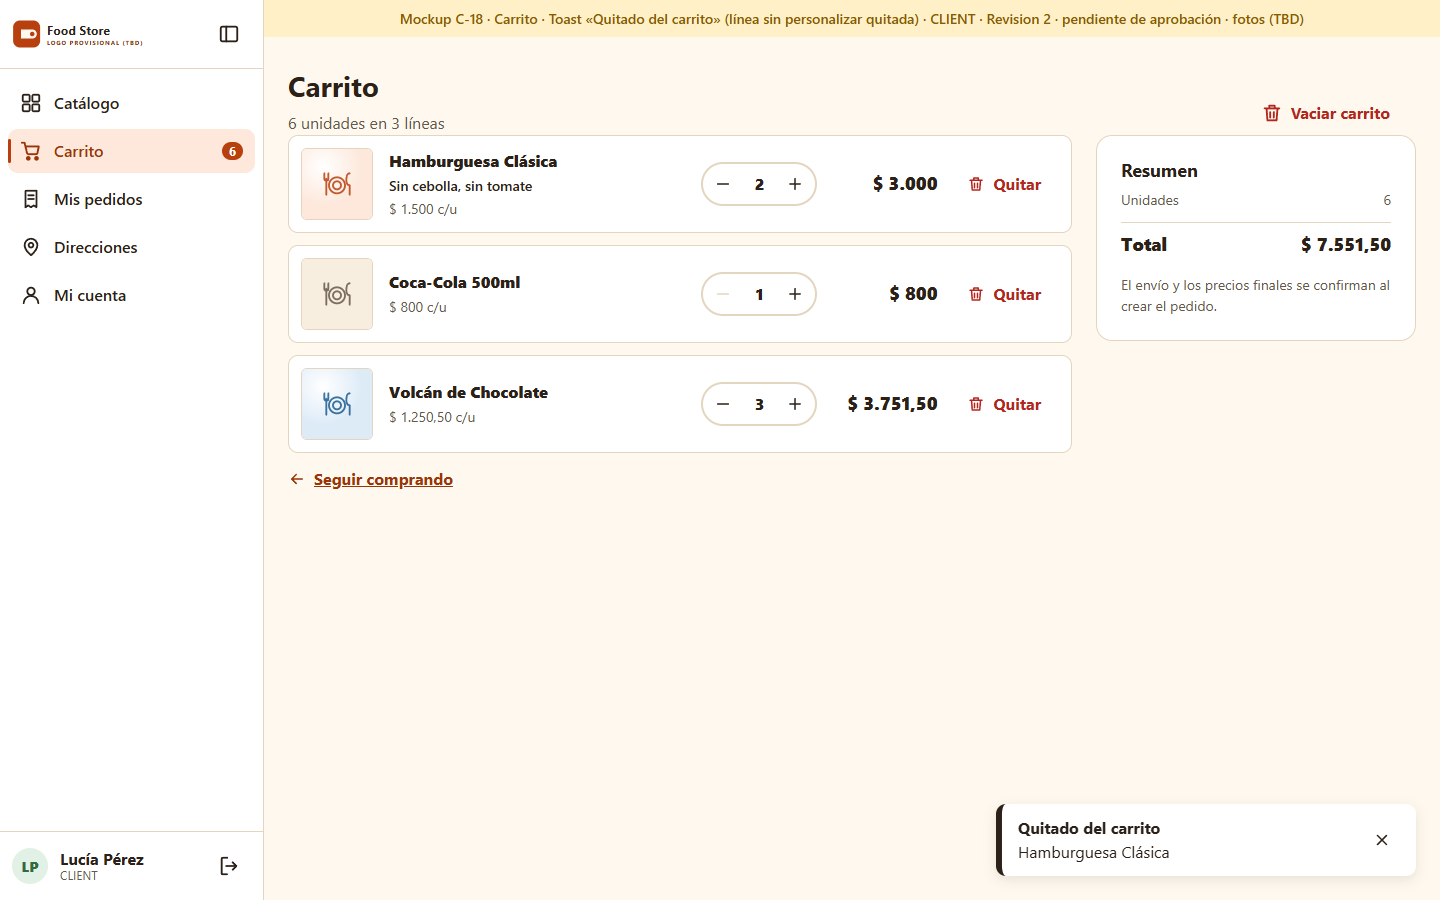 Food Store
LOGO PROVISIONAL (TBD)
Catálogo
Carrito
6
Mis pedidos
Direcciones
Mi cuenta
LP
Lucía Pérez
CLIENT
Mockup C-18 · Carrito · Toast «Quitado del carrito» (línea sin personalizar quitada) · CLIENT · Revision 2 · pendiente de aprobación · fotos (TBD)
Carrito
6 unidades en 3 líneas
Vaciar carrito
Hamburguesa Clásica
Sin cebolla, sin tomate
$ 1.500 c/u
2
$ 3.000
Quitar
Coca-Cola 500ml
$ 800 c/u
1
$ 800
Quitar
Volcán de Chocolate
$ 1.250,50 c/u
3
$ 3.751,50
Quitar
Seguir comprando
Resumen
Unidades 6
Total $ 7.551,50
El envío y los precios finales se confirman al
crear el pedido.
Quitado del carrito
Hamburguesa Clásica